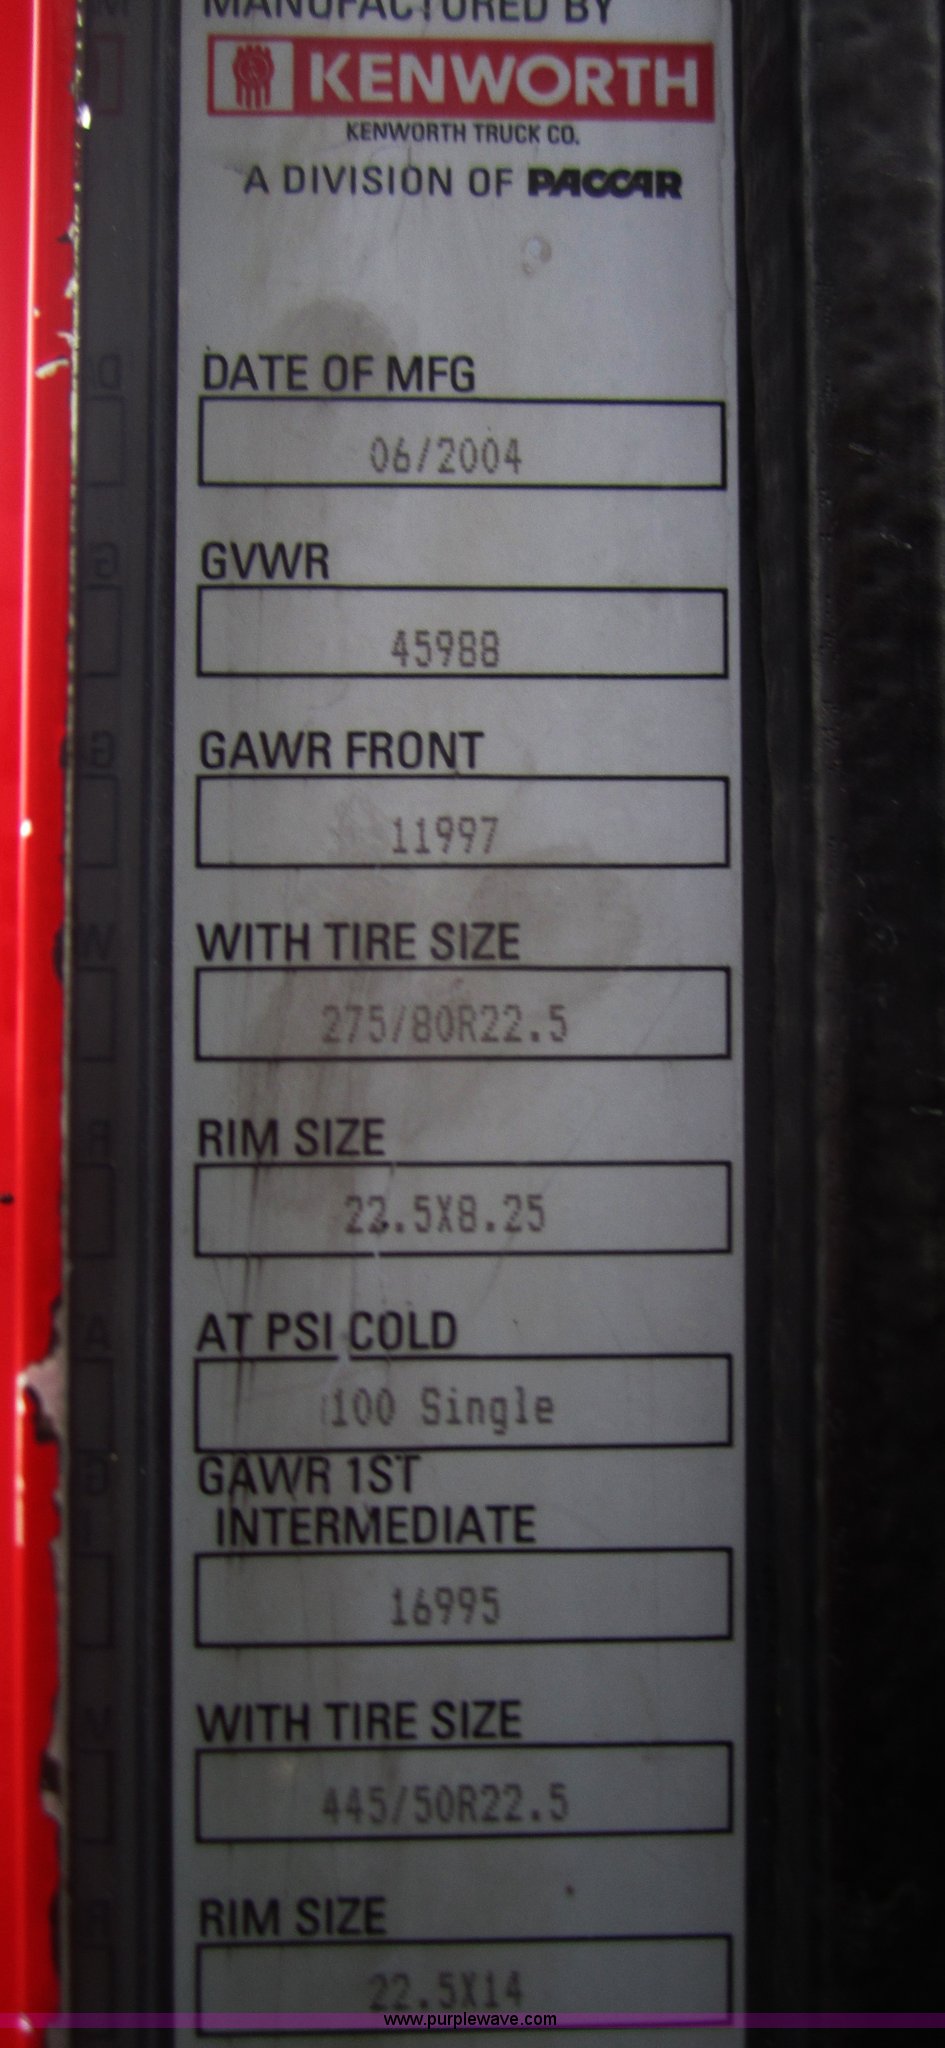 MANUFACTURED BY
KENWORTH
KENWORTH TRUCK CO.
A DIVISION OF PACCAR
DATE OF MFG
06/2004
GVWR
45988
GAWR FRONT
11997
WITH TIRE SIZE
275/80R22.5
RIM SIZE
22.5X8.25
AT PSI COLD
100 Single
GAWR 1ST
INTERMEDIATE
16995
WITH TIRE SIZE
445/50R22.5
RIM SIZE
22.5X14
www.purplewave.com